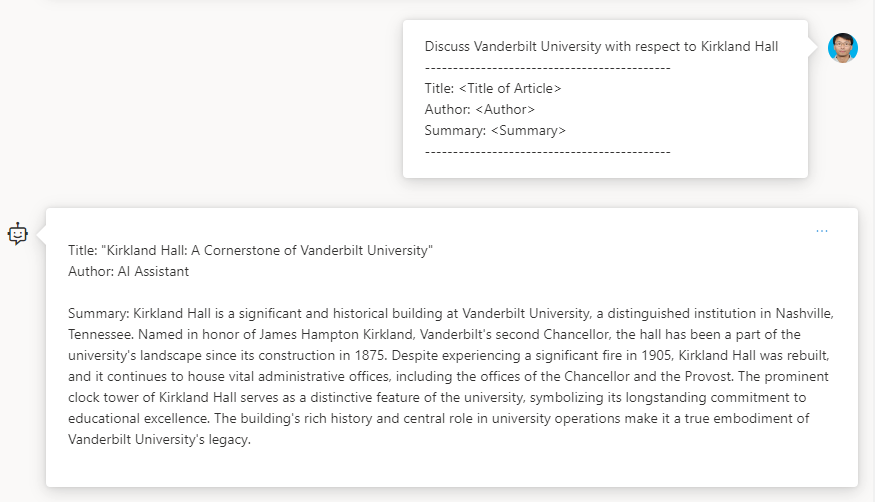 Discuss Vanderbilt University with respect to Kirkland Hall
--------------------------------------------
Title: <Title of Article>
Author: <Author>
Summary: <Summary>
--------------------------------------------
...
Title: "Kirkland Hall: A Cornerstone of Vanderbilt University"
Author: AI Assistant
Summary: Kirkland Hall is a significant and historical building at Vanderbilt University, a distinguished institution in Nashville,
Tennessee. Named in honor of James Hampton Kirkland, Vanderbilt's second Chancellor, the hall has been a part of the
university's landscape since its construction in 1875. Despite experiencing a significant fire in 1905, Kirkland Hall was rebuilt,
and it continues to house vital administrative offices, including the offices of the Chancellor and the Provost. The prominent
clock tower of Kirkland Hall serves as a distinctive feature of the university, symbolizing its longstanding commitment to
educational excellence. The building's rich history and central role in university operations make it a true embodiment of
Vanderbilt University's legacy.